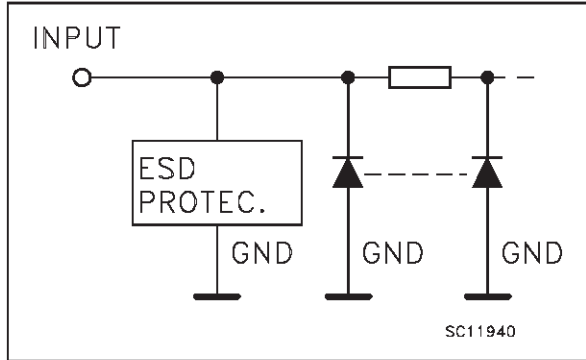 INPUT
ESD
PROTEC.
GND
GND
GND
SC11940